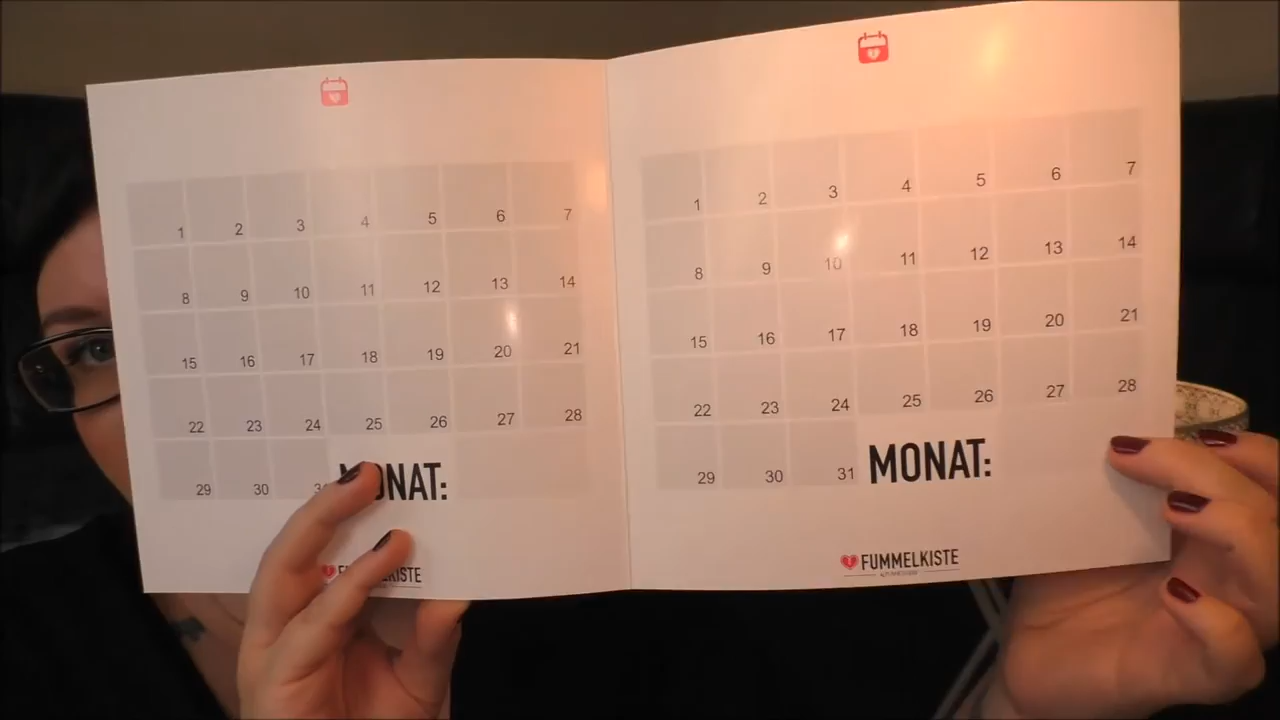 1 2 3 4 5 6 7
8 9 10 11 12 13 14
15 16 17 18 19 20 21
22 23 24 25 26 27 28
29 30
MONAT:
1 2 3 4 5 6 7
8 9 10 11 12 13 14
15 16 17 18 19 20 21
22 23 24 25 26 27 28
29 30 31
MONAT:
FUMMELKISTE